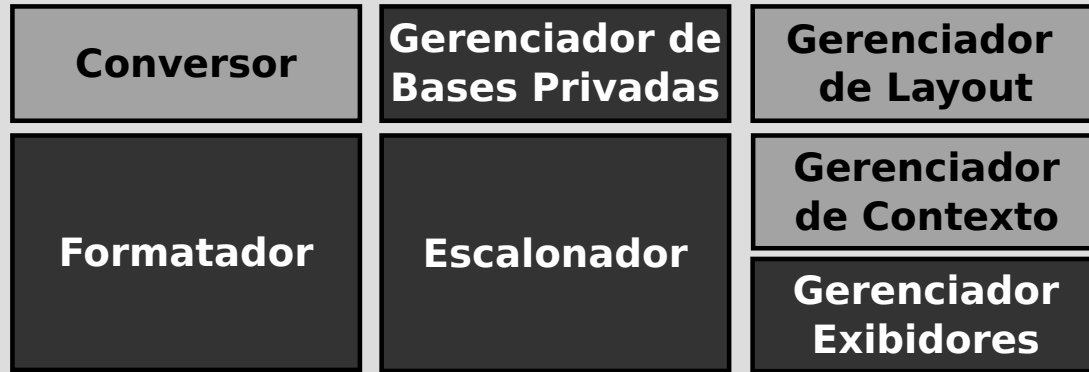 Conversor
Gerenciador de
Bases Privadas
Gerenciador
de Layout
Formatador
Escalonador
Gerenciador
de Contexto
Gerenciador
Exibidores